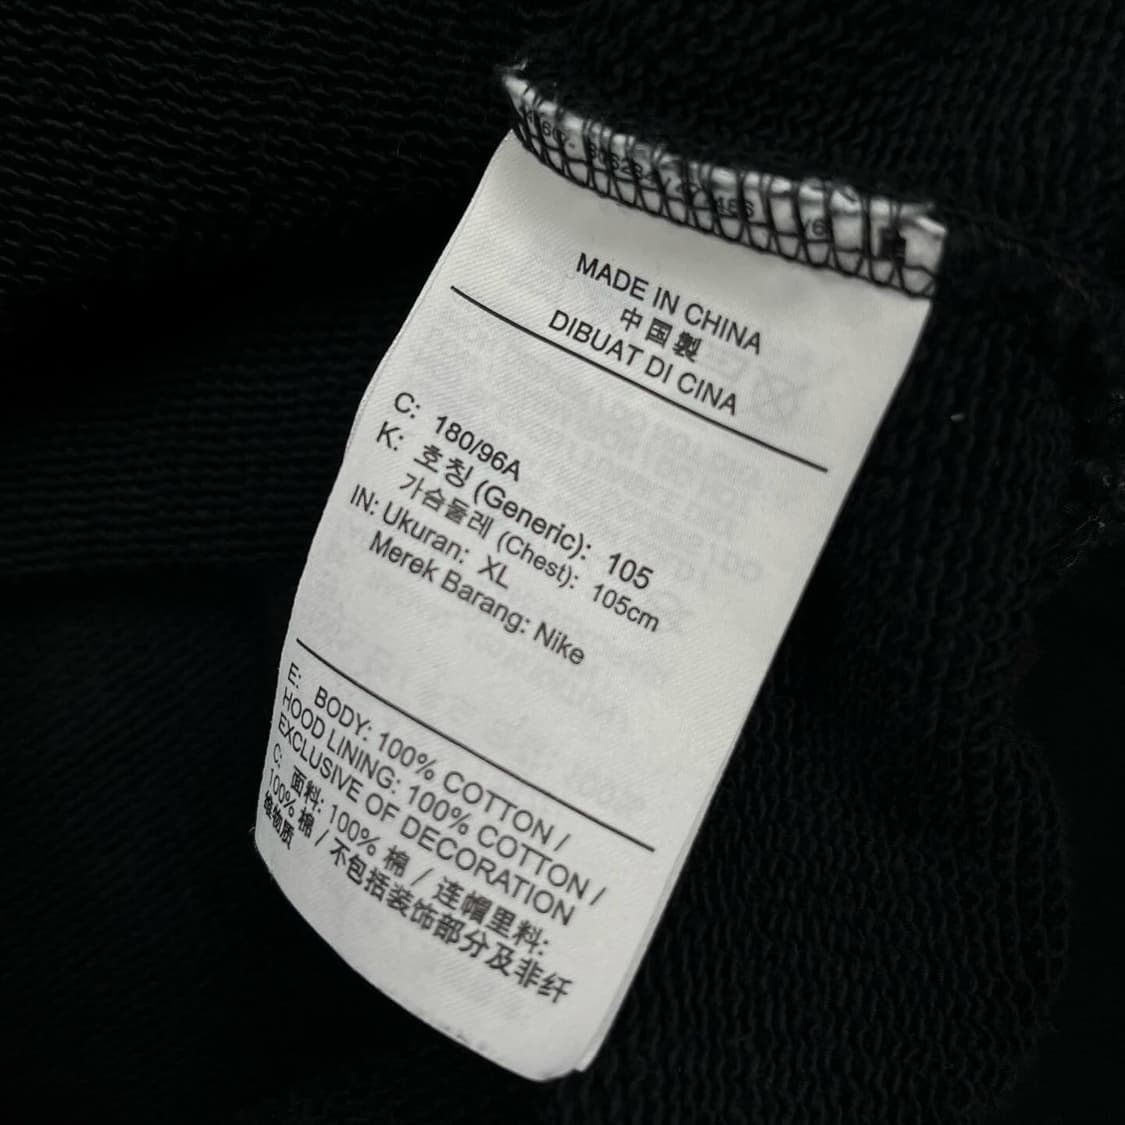 MADE IN CHINA
中国製
DIBUAT DI CINA
C: 180/96A
K: 호칭 (Generic): 105
가슴둘레 (Chest): 105cm
IN: Ukuran: XL
Merek Barang: Nike
E: BODY: 100% COTTON /
HOOD LINING: 100% COTTON /
EXCLUSIVE OF DECORATION
C: 面料: 100% 棉 / 连帽里料:
100% 棉 / 不包括装饰部分及非纤
维物质